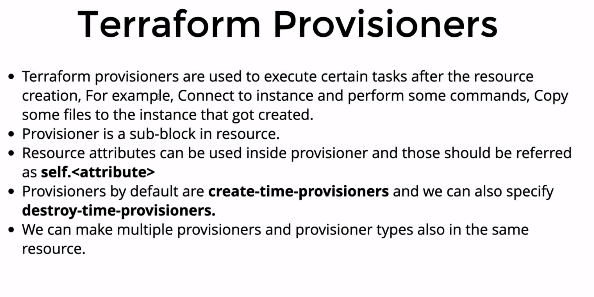 Terraform Provisioners
• Terraform provisioners are used to execute certain tasks after the resource
creation, For example, Connect to instance and perform some commands, Copy
some files to the instance that got created.
• Provisioner is a sub-block in resource.
• Resource attributes can be used inside provisioner and those should be referred
as self.<attribute>
• Provisioners by default are create-time-provisioners and we can also specify
destroy-time-provisioners.
• We can make multiple provisioners and provisioner types also in the same
resource.